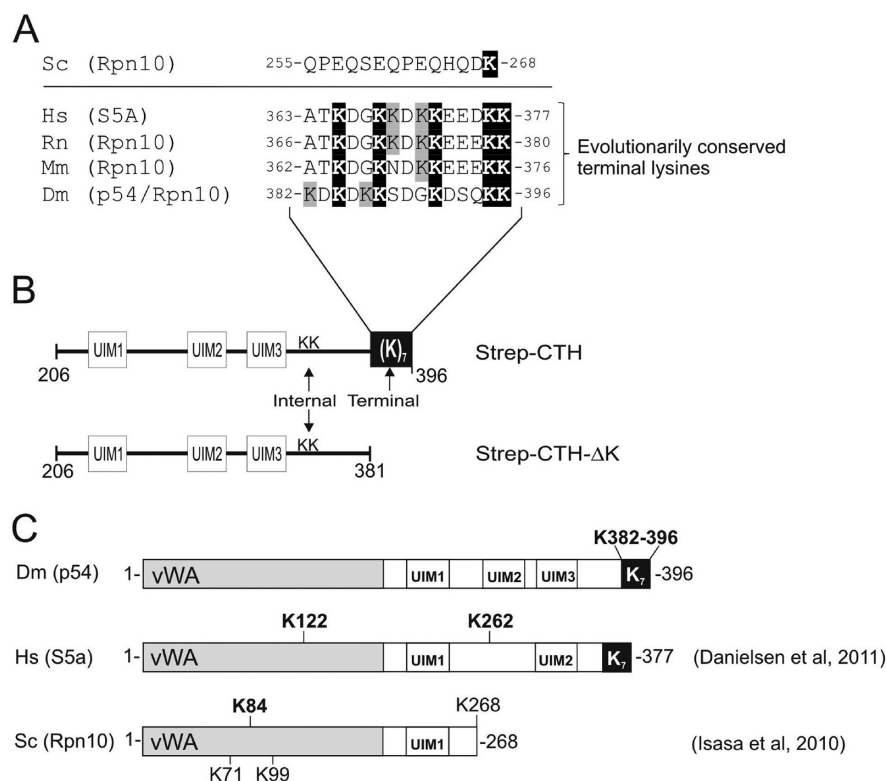 A
Sc (Rpn10) 255-QPEQSEQPEQHQDK-268
Hs (S5A) 363-ATKDGKKDKKEEDKK-377
Rn (Rpn10) 366-ATKDGKKDKKEEEKK-380
Mm (Rpn10) 362-ATKDGKNDKKEEEKK-376
Dm (p54/Rpn10) 382-KDKDKKSDGKDSQKK-396
Evolutionarily conserved
terminal lysines
B
UIM1 UIM2 UIM3 KK (K)7 Strep-CTH
206 396
Internal Terminal
UIM1 UIM2 UIM3 KK Strep-CTH-ΔK
206 381
C
K382-396
Dm (p54) 1- vWA UIM1 UIM2 UIM3 K7 -396
K122 K262
Hs (S5a) 1- vWA UIM1 UIM2 K7 -377 (Danielsen et al, 2011)
K84 K268
Sc (Rpn10) 1- vWA UIM1 -268 (Isasa et al, 2010)
K71 K99